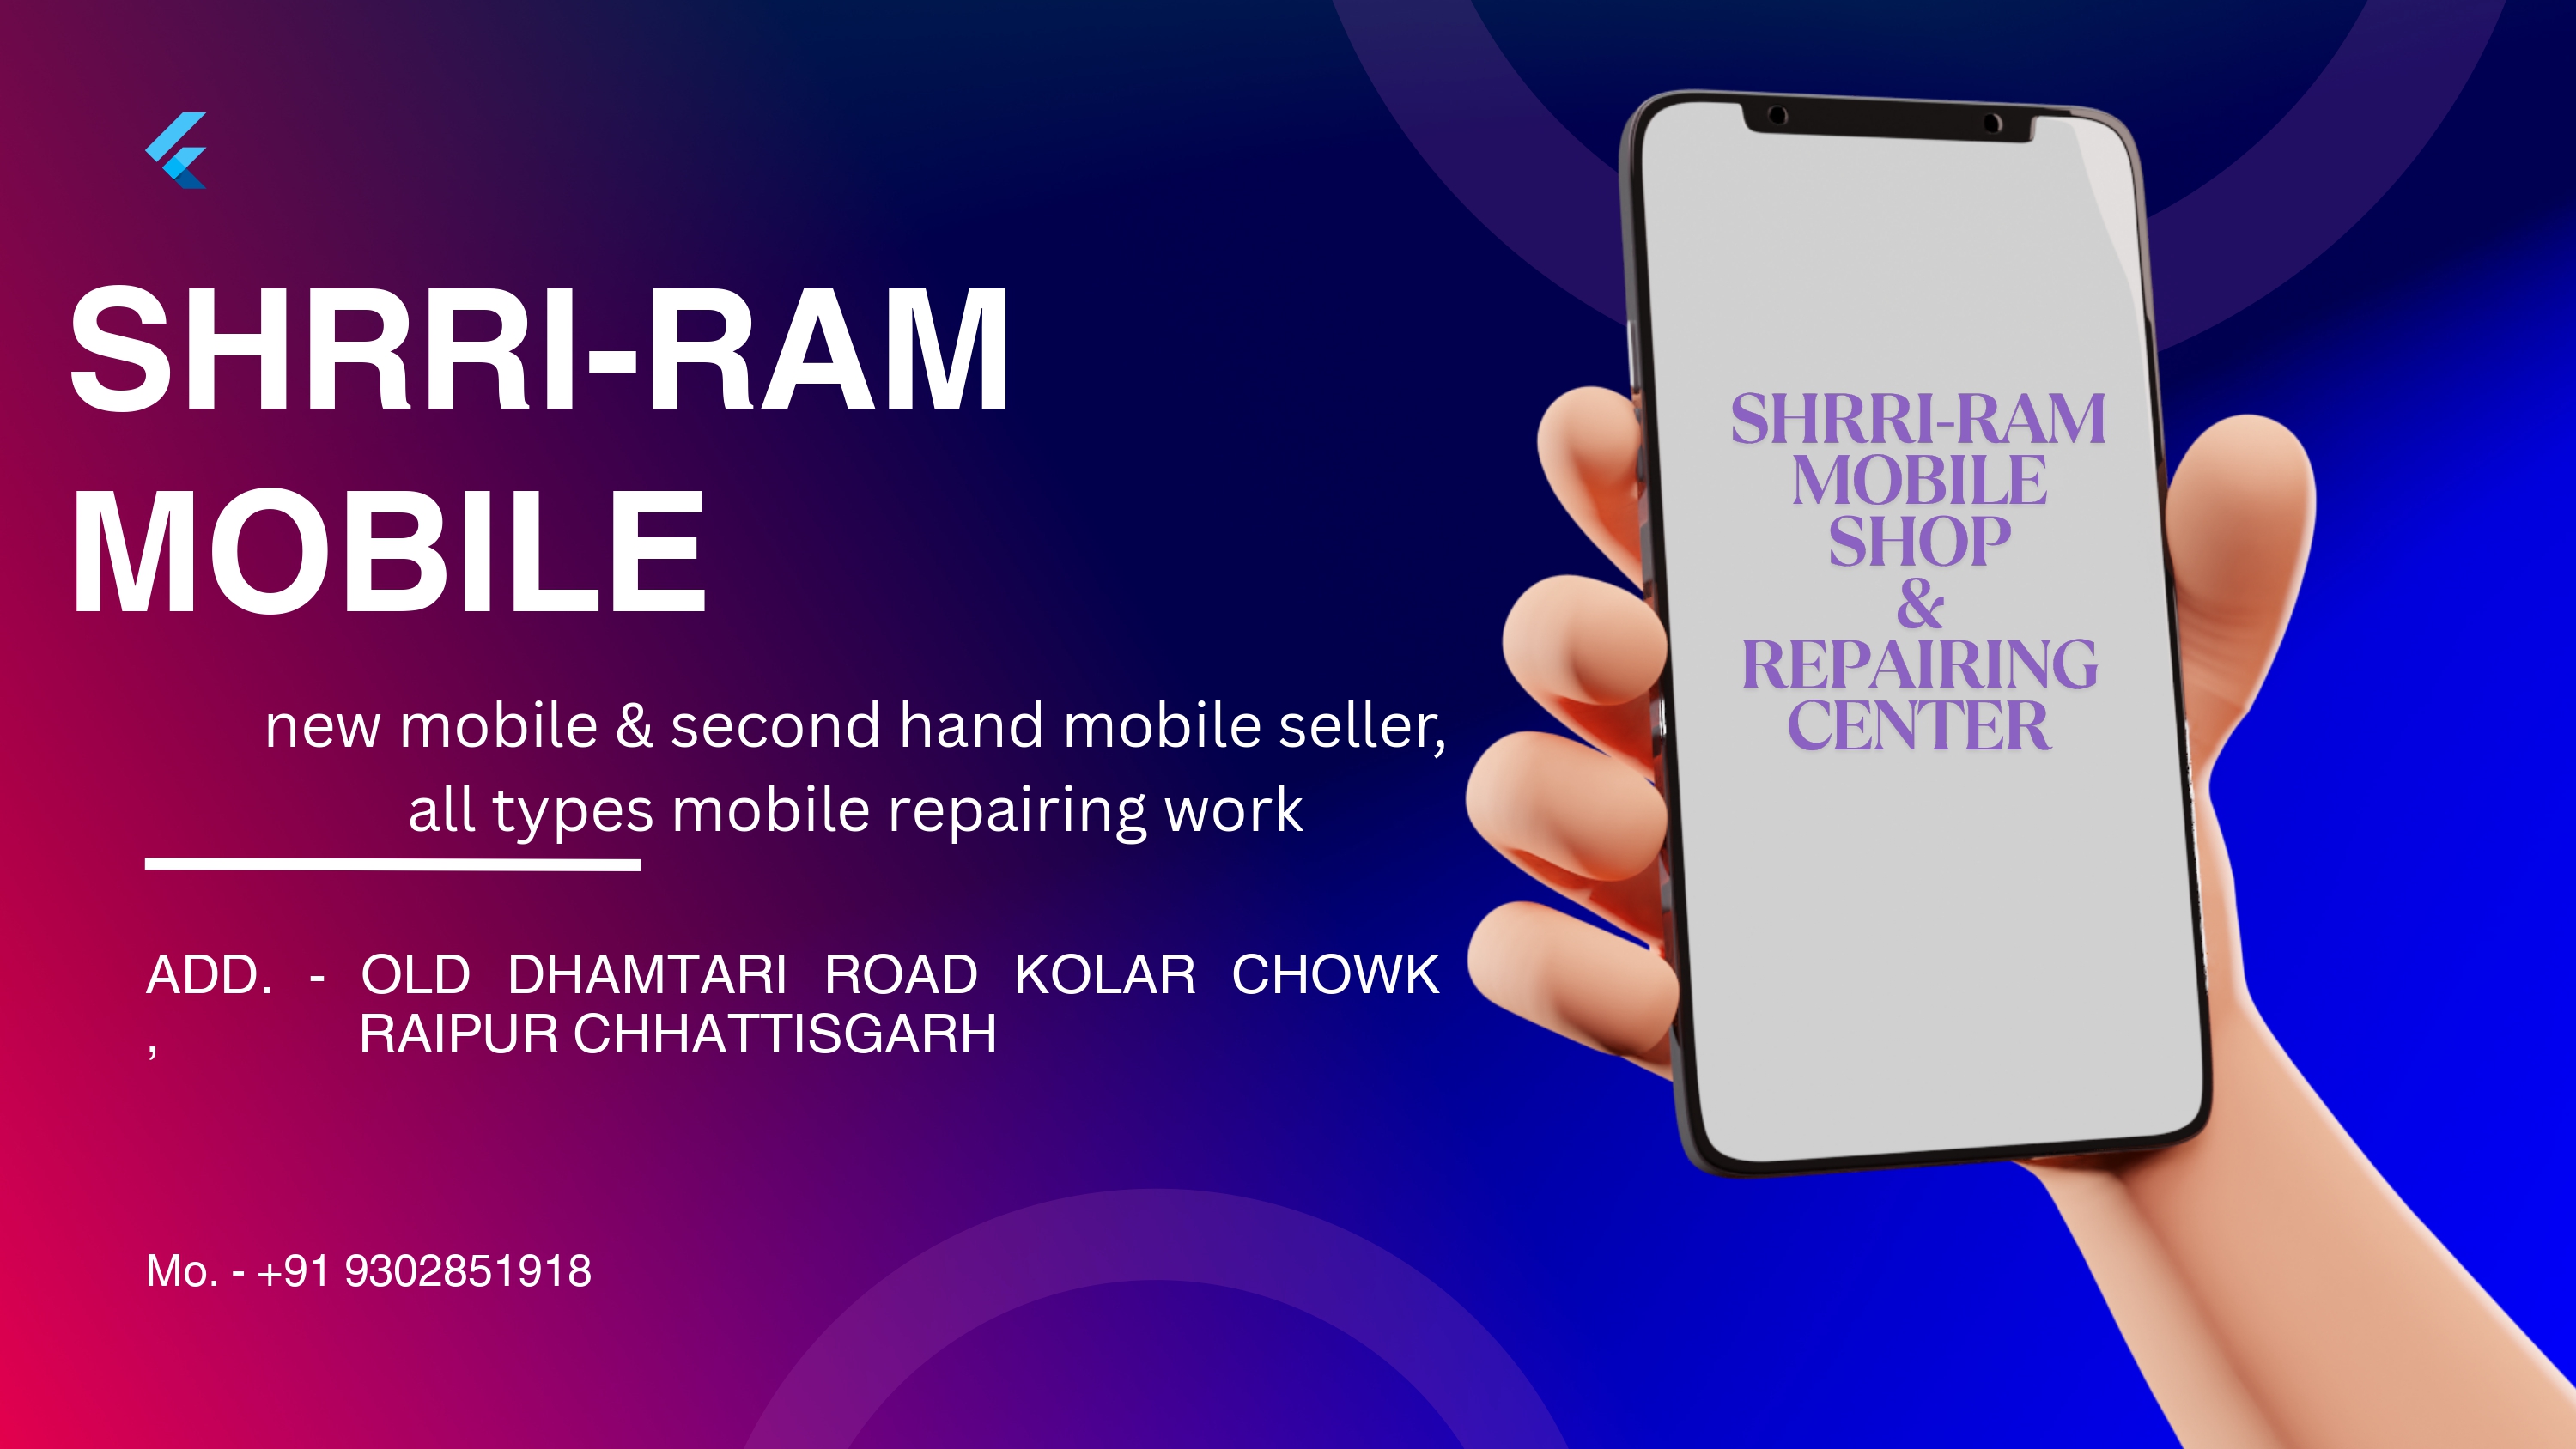 SHRRI-RAM
MOBILE
new mobile & second hand mobile seller,
all types mobile repairing work
ADD. - OLD DHAMTARI ROAD KOLAR CHOWK
, RAIPUR CHHATTISGARH
Mo. - +91 9302851918
SHRRI-RAM
MOBILE
SHOP
&
REPAIRING
CENTER